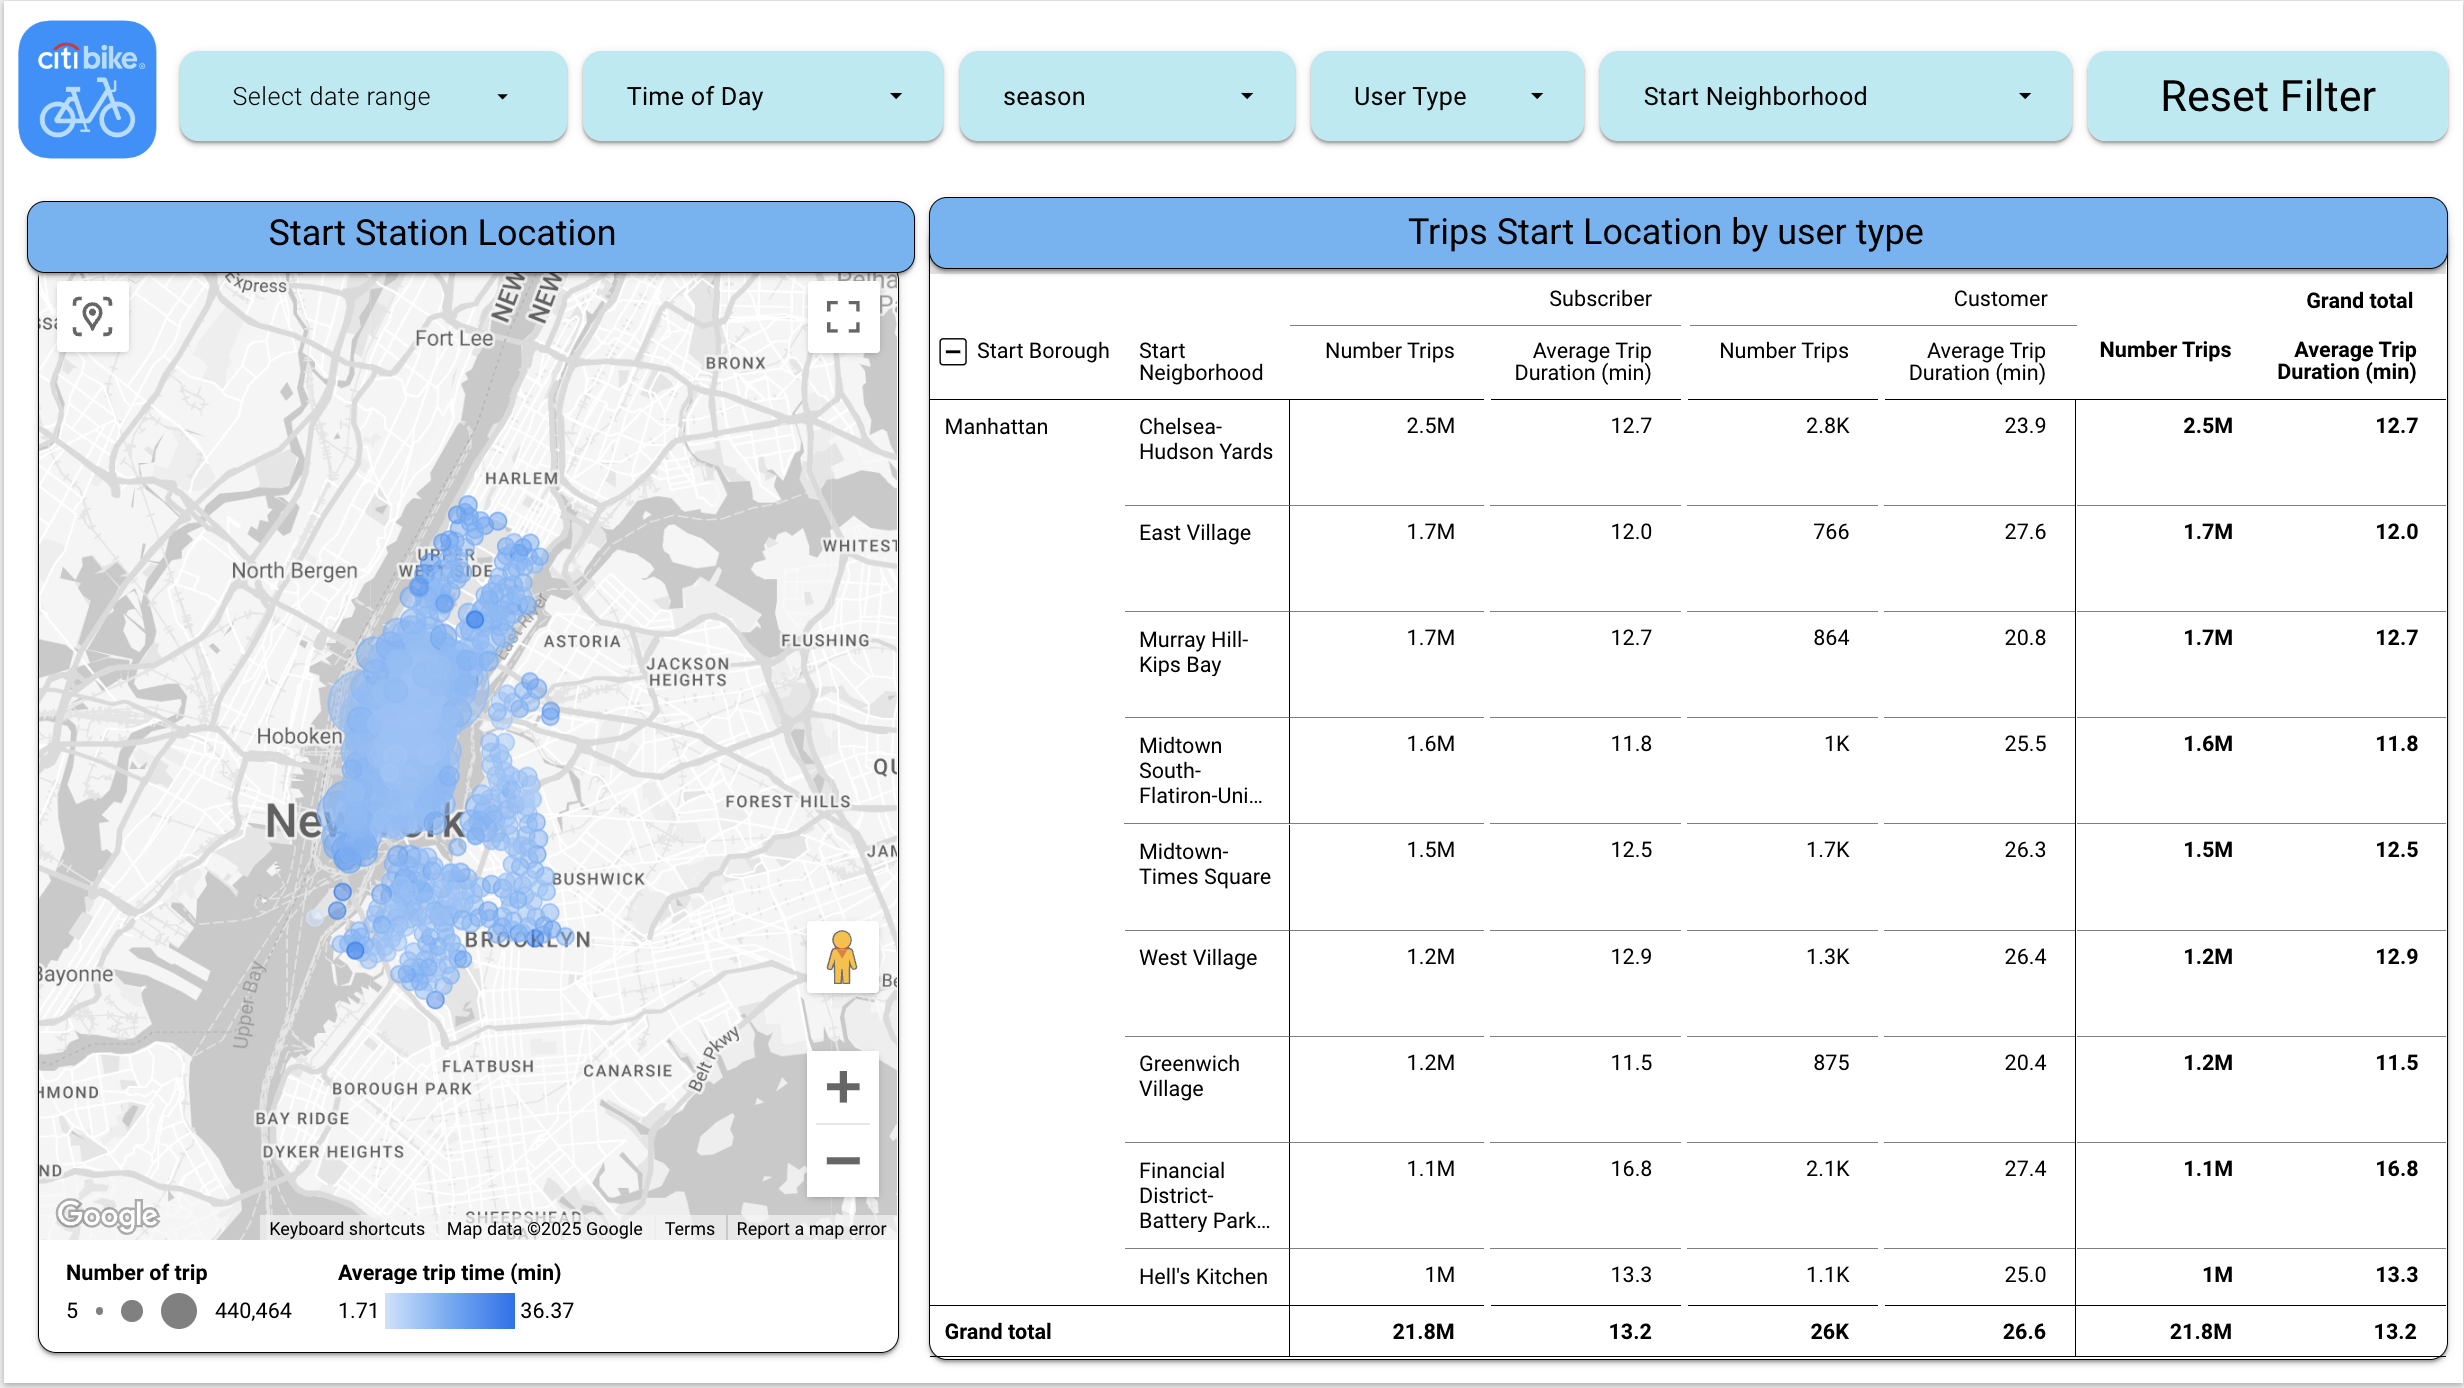 citi bike
Select date range
Time of Day
season
User Type
Start Neighborhood
Reset Filter
Start Station Location
Express
NEW
NEW
Fort Lee
BRONX
HARLEM
WHITEST
UPPER
WEST SIDE
North Bergen
East River
ASTORIA
FLUSHING
JACKSON
HEIGHTS
Hoboken
QU
FOREST HILLS
JAM
BUSHWICK
BROOKLYN
Bayonne
Be
Upper Bay
Belt Pkwy
FLATBUSH
CANARSIE
HMOND
BOROUGH PARK
BAY RIDGE
DYKER HEIGHTS
ND
SHEEPSHEAD
Google
Keyboard shortcuts
Map data ©2025 Google
Terms
Report a map error
Number of trip
5
440,464
Average trip time (min)
1.71
36.37
Trips Start Location by user type
Subscriber
Customer
Grand total
Start Borough
Start
Neigborhood
Number Trips
Average Trip
Duration (min)
Number Trips
Average Trip
Duration (min)
Number Trips
Average Trip
Duration (min)
Manhattan
Chelsea-
Hudson Yards
2.5M 12.7 2.8K 23.9 2.5M 12.7
East Village 1.7M 12.0 766 27.6 1.7M 12.0
Murray Hill-
Kips Bay
1.7M 12.7 864 20.8 1.7M 12.7
Midtown
South-
Flatiron-Uni...
1.6M 11.8 1K 25.5 1.6M 11.8
Midtown-
Times Square
1.5M 12.5 1.7K 26.3 1.5M 12.5
West Village 1.2M 12.9 1.3K 26.4 1.2M 12.9
Greenwich
Village
1.2M 11.5 875 20.4 1.2M 11.5
Financial
District-
Battery Park...
1.1M 16.8 2.1K 27.4 1.1M 16.8
Hell's Kitchen 1M 13.3 1.1K 25.0 1M 13.3
Grand total 21.8M 13.2 26K 26.6 21.8M 13.2